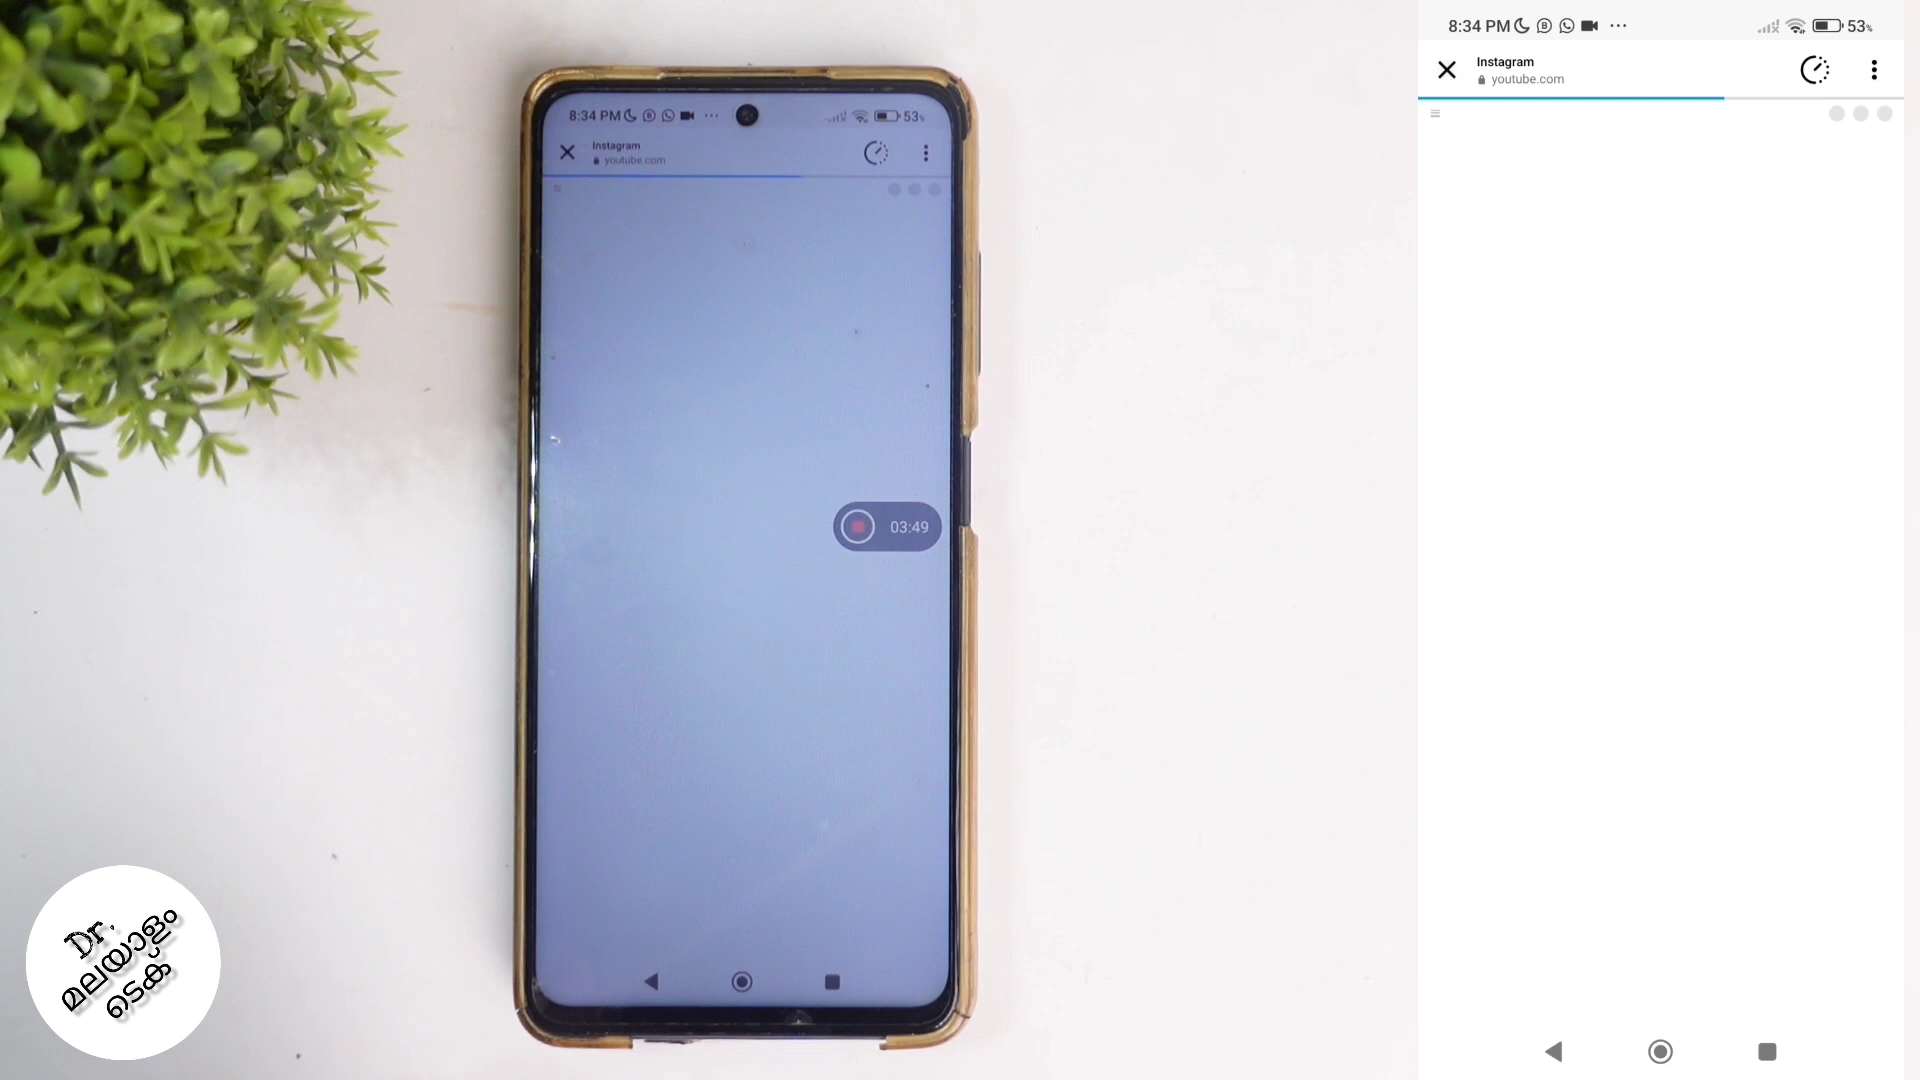 8:34 PM
53%
Instagram
youtube.com
03:49
8:34 PM
53%
Instagram
youtube.com
Dr.
മലയാളം
ടെക്